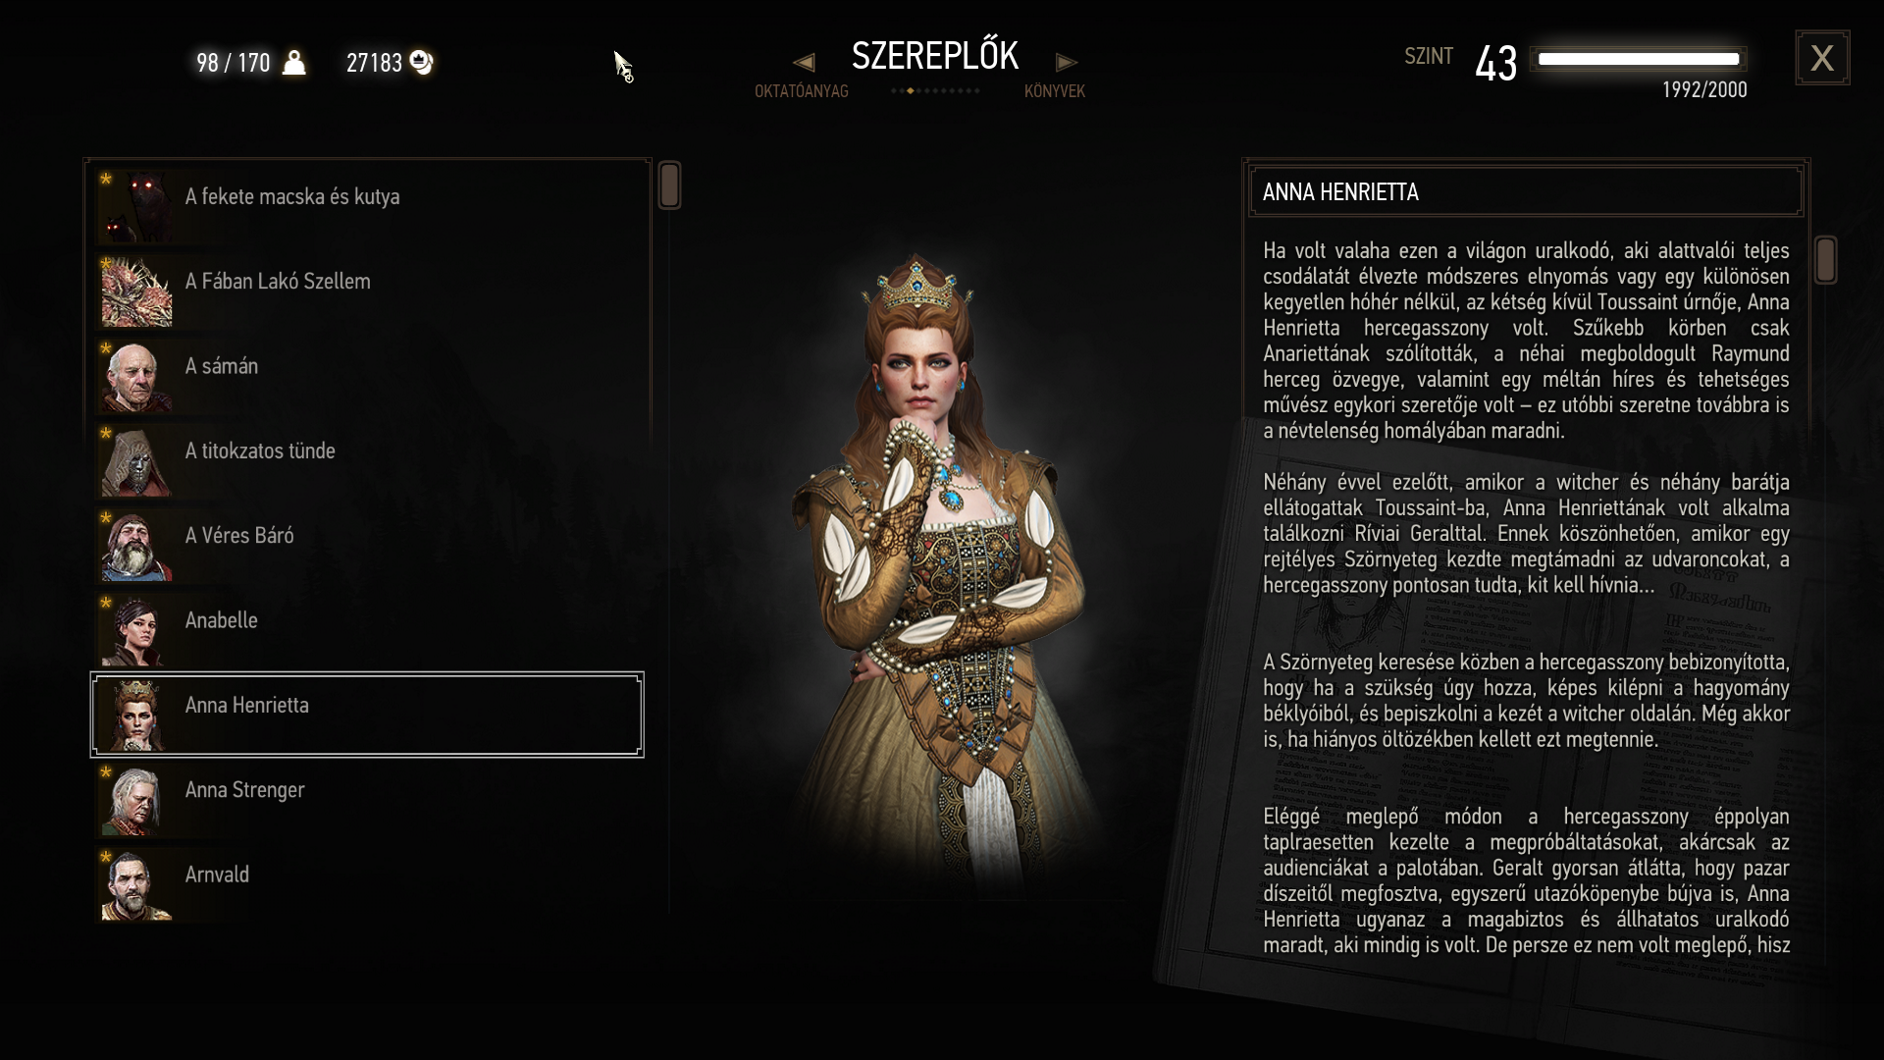 98 / 170
27183
SZEREPLŐK
OKTATÓANYAG
KÖNYVEK
SZINT
43
1992/2000
X
A fekete macska és kutya
A Fában Lakó Szellem
A sámán
A titokzatos tünde
A Véres Báró
Anabelle
Anna Henrietta
Anna Strenger
Arnvald
ANNA HENRIETTA
Ha volt valaha ezen a világon uralkodó, aki alattvalói teljes
csodálatát élvezte módszeres elnyomás vagy egy különösen
kegyetlen hóhér nélkül, az kétség kívül Toussaint úrnője, Anna
Henrietta hercegasszony volt. Szűkebb körben csak
Anariettának szólították, a néhai megboldogult Raymund
herceg özvegye, valamint egy méltán híres és tehetséges
művész egykori szeretője volt – ez utóbbi szeretne továbbra is
a névtelenség homályában maradni.
Néhány évvel ezelőtt, amikor a witcher és néhány barátja
ellátogattak Toussaint-ba, Anna Henriettának volt alkalma
találkozni Ríviai Geralttal. Ennek köszönhetően, amikor egy
rejtélyes Szörnyeteg kezdte megtámadni az udvaroncokat, a
hercegasszony pontosan tudta, kit kell hívnia...
A Szörnyeteg keresése közben a hercegasszony bebizonyította,
hogy ha a szükség úgy hozza, képes kilépni a hagyomány
béklyóiból, és bepiszkolni a kezét a witcher oldalán. Még akkor
is, ha hiányos öltözékben kellett ezt megtennie.
Eléggé meglepő módon a hercegasszony éppolyan
taplraesetten kezelte a megpróbáltatásokat, akárcsak az
audienciákat a palotában. Geralt gyorsan átlátta, hogy pazar
díszeitől megfosztva, egyszerű utazóköpenybe bújva is, Anna
Henrietta ugyanaz a magabiztos és állhatatos uralkodó
maradt, aki mindig is volt. De persze ez nem volt meglepő, hisz